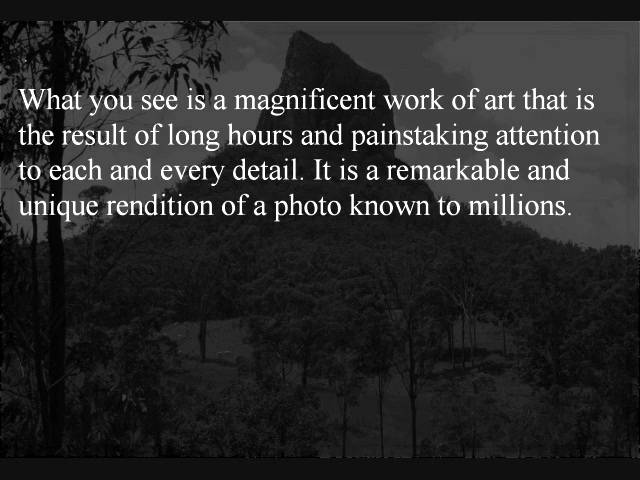 What you see is a magnificent work of art that is
the result of long hours and painstaking attention
to each and every detail. It is a remarkable and
unique rendition of a photo known to millions.